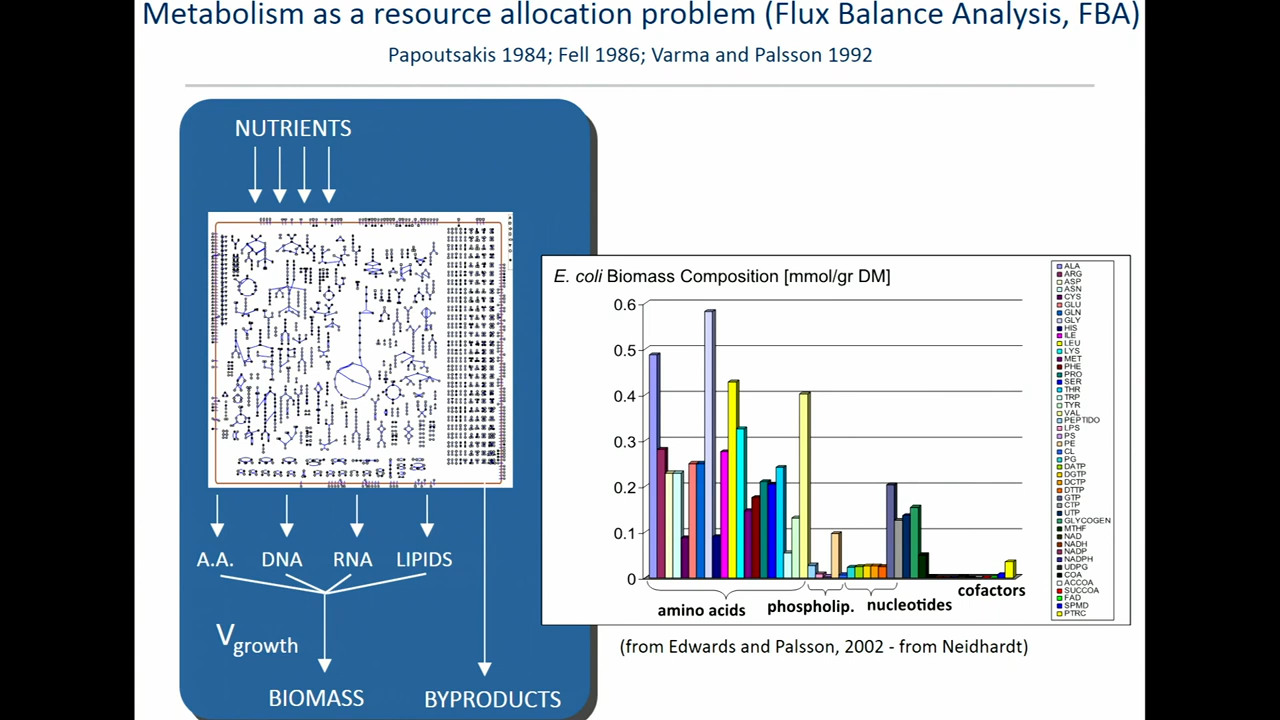 Metabolism as a resource allocation problem (Flux Balance Analysis, FBA)
Papoutsakis 1984; Fell 1986; Varma and Palsson 1992
NUTRIENTS
A.A. DNA RNA LIPIDS
Vgrowth
BIOMASS BYPRODUCTS
E. coli Biomass Composition [mmol/gr DM]
0.6
0.5
0.4
0.3
0.2
0.1
0
amino acids phospholip. nucleotides cofactors
ALA
ARG
ASP
ASN
CYS
GLU
GLN
GLY
HIS
ILE
LEU
LYS
MET
PHE
PRO
SER
THR
TRP
TYR
VAL
PEPTIDO
LPS
PS
PE
CL
PG
DATP
DGTP
DCTP
DTTP
GTP
CTP
UTP
GLYCOGEN
MTHF
NAD
NADH
NADP
NADPH
UDPG
COA
ACCOA
SUCCOA
FAD
SPMD
PTRC
(from Edwards and Palsson, 2002 - from Neidhardt)